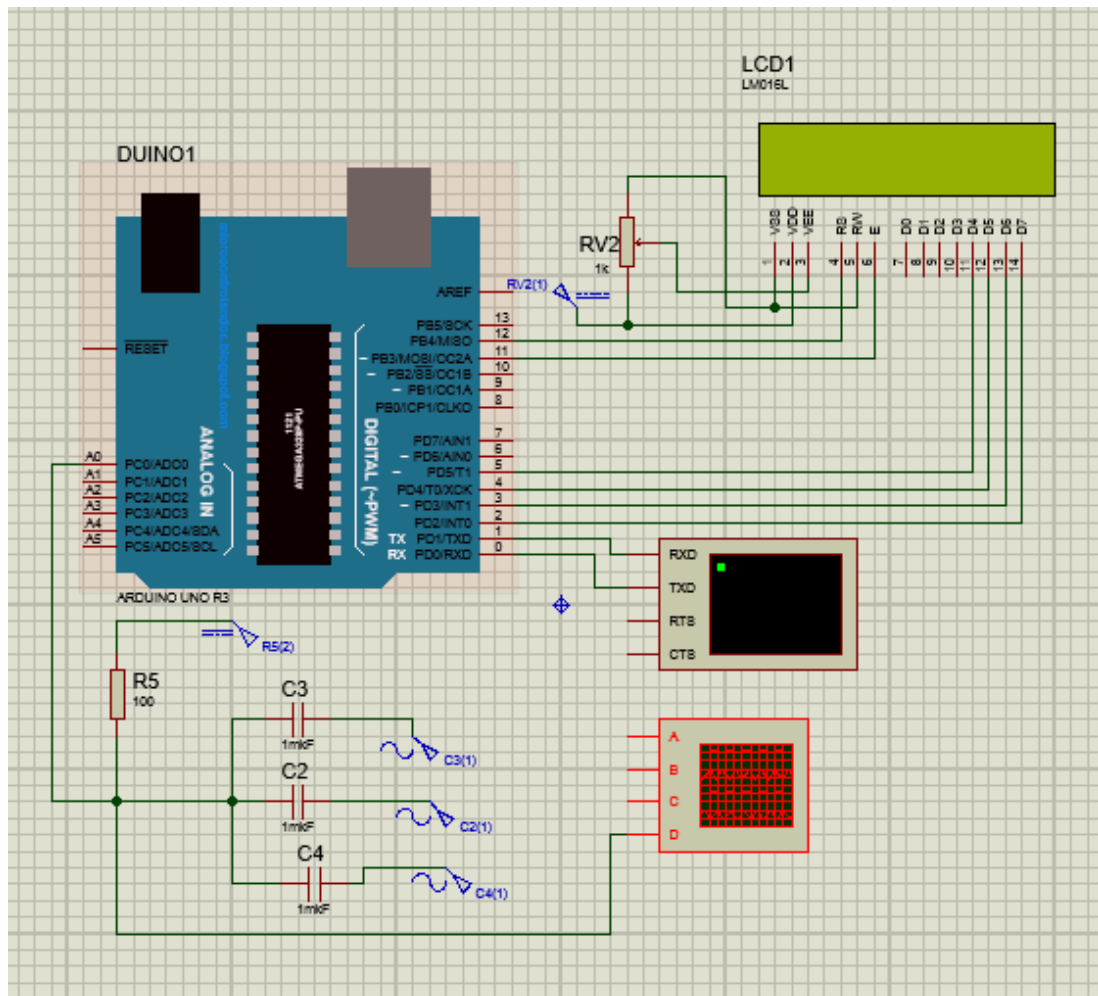 LCD1
LM016L
DUINO1
VSS
VDD
VEE
RS
RW
E
D0
D1
D2
D3
D4
D5
D6
D7
1
2
3
4
5
6
7
8
9
10
11
12
13
14
RV2
1k
RV2(1)
AREF
PB5/SCK 13
PB4/MISO 12
~ PB3/MOSI/OC2A 11
~ PB2/SS/OC1B 10
~ PB1/OC1A 9
PB0/ICP1/CLKO 8
PD7/AIN1 7
~ PD6/AIN0 6
~ PD5/T1 5
PD4/T0/XCK 4
~ PD3/INT1 3
PD2/INT0 2
TX PD1/TXD 1
RX PD0/RXD 0
RESET
ATMEGA328P-PU
1121
DIGITAL (~PWM)
ANALOG IN
A0 PC0/ADC0
A1 PC1/ADC1
A2 PC2/ADC2
A3 PC3/ADC3
A4 PC4/ADC4/SDA
A5 PC5/ADC5/SCL
ARDUINO UNO R3
RXD
TXD
RTS
CTS
R5(2)
R5
100
C3
1mkF
C3(1)
C2
1mkF
C2(1)
C4
1mkF
C4(1)
A
B
C
D